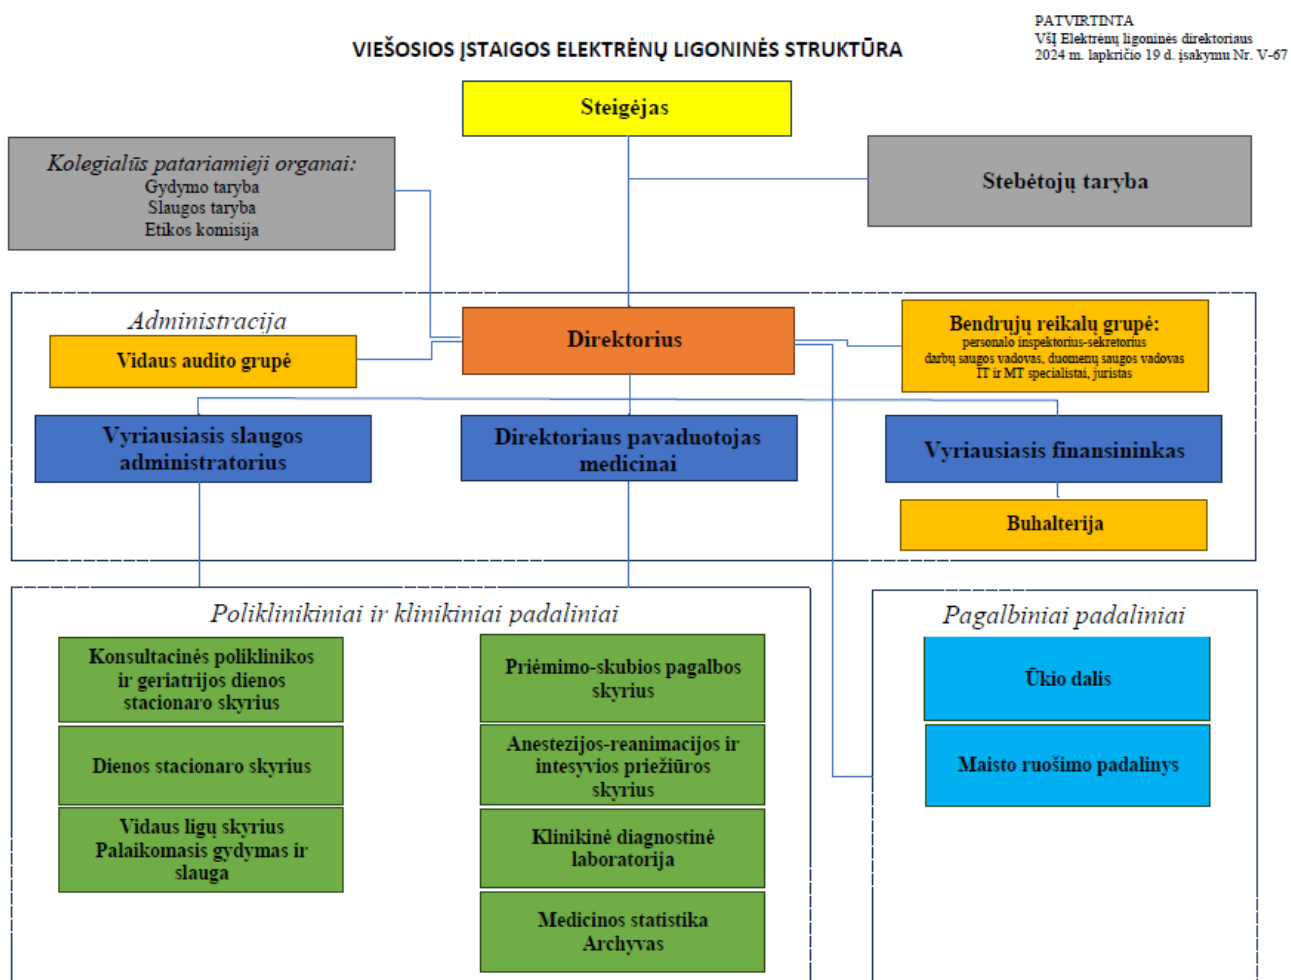 PATVIRTINTA
VšĮ Elektrėnų ligoninės direktoriaus
2024 m. lapkričio 19 d. įsakymu Nr. V-67
VIEŠOSIOS ĮSTAIGOS ELEKTRĖNŲ LIGONINĖS STRUKTŪRA
Steigėjas
Kolegialūs patariamieji organai:
Gydymo taryba
Slaugos taryba
Etikos komisija
Stebėtojų taryba
Administracija
Vidaus audito grupė
Direktorius
Bendrųjų reikalų grupė:
personalo inspektorius-sekretorius
darbų saugos vadovas, duomenų saugos vadovas
IT ir MT specialistai, juristas
Vyriausiasis slaugos
administratorius
Direktoriaus pavaduotojas
medicinai
Vyriausiasis finansininkas
Buhalterija
Poliklinikiniai ir klinikiniai padaliniai
Konsultacinės poliklinikos
ir geriatrijos dienos
stacionaro skyrius
Dienos stacionaro skyrius
Vidaus ligų skyrius
Palaikomasis gydymas ir
slauga
Priėmimo-skubios pagalbos
skyrius
Anestezijos-reanimacijos ir
intesyvios priežiūros
skyrius
Klinikinė diagnostinė
laboratorija
Medicinos statistika
Archyvas
Pagalbiniai padaliniai
Ūkio dalis
Maisto ruošimo padalinys